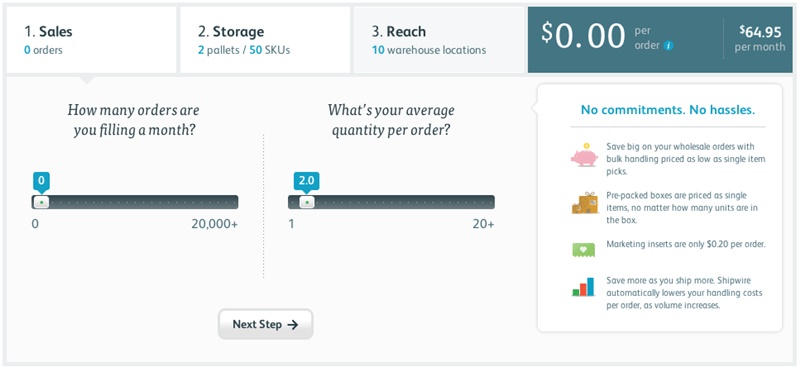 1. Sales
0 orders
2. Storage
2 pallets / 50 SKUs
3. Reach
10 warehouse locations
$0.00 per
order i
$64.95
per month
How many orders are
you filling a month?
0
0 20,000+
What's your average
quantity per order?
2.0
1 20+
Next Step →
No commitments. No hassles.
Save big on your wholesale orders with
bulk handling priced as low as single item
picks.
Pre-packed boxes are priced as single
items, no matter how many units are in
the box.
Marketing inserts are only $0.20 per order.
Save more as you ship more. Shipwire
automatically lowers your handling costs
per order, as volume increases.